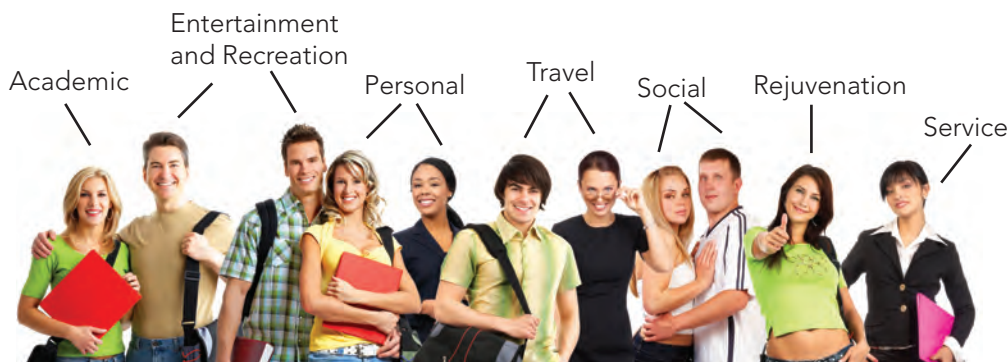 Entertainment
and Recreation
Academic
Personal
Travel
Social
Rejuvenation
Service